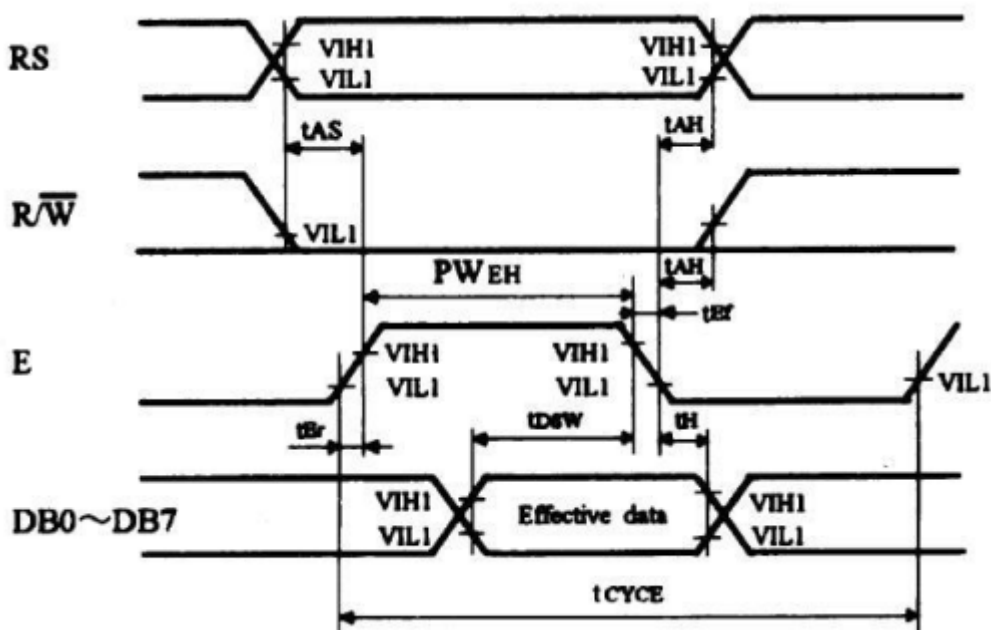 RS VIH1 VIH1
VIL1 VIL1
tAS tAH
R/W̅ VIL1
PWEH tAH
tEf
E VIH1 VIH1
VIL1 VIL1 VIL1
tEr tDSW tH
VIH1 VIH1
DB0～DB7 Effective data
VIL1 VIL1
tCYCE